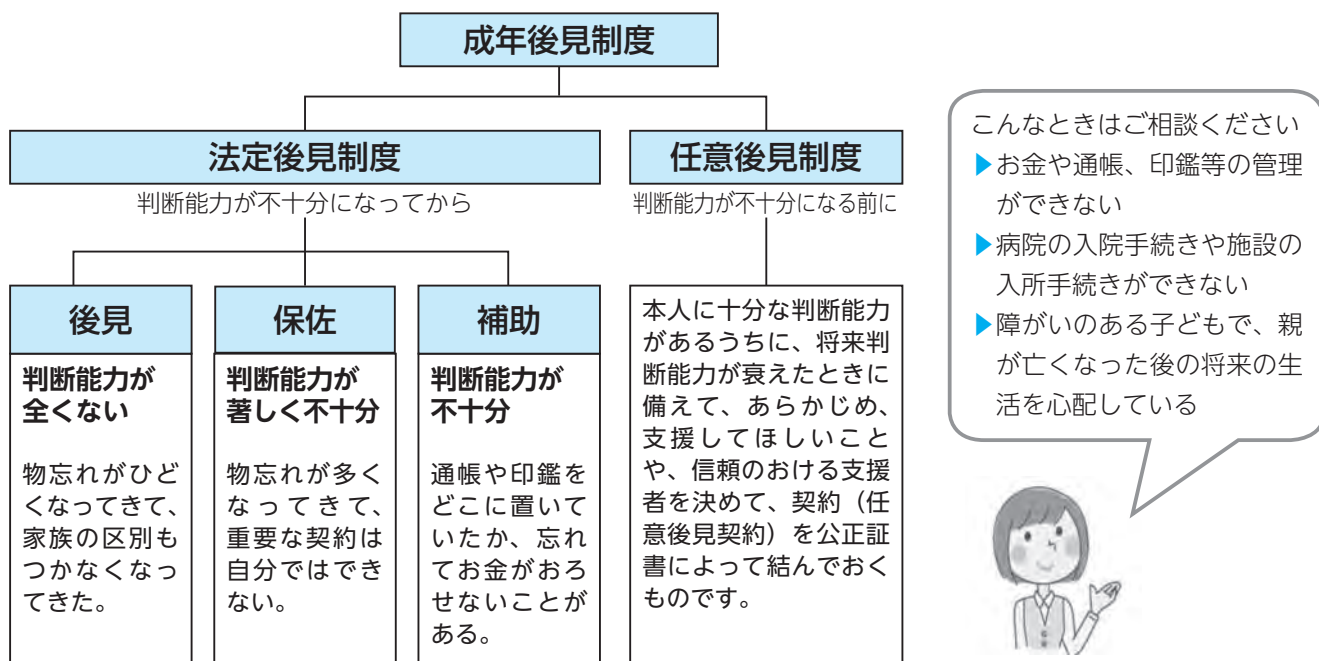 成年後見制度
法定後見制度
判断能力が不十分になってから
任意後見制度
判断能力が不十分になる前に
後見
判断能力が
全くない
物忘れがひど
くなってきて、
家族の区別も
つかなくなっ
てきた。
保佐
判断能力が
著しく不十分
物忘れが多く
なってきて、
重要な契約は
自分ではでき
ない。
補助
判断能力が
不十分
通帳や印鑑を
どこに置いて
いたか、忘れ
てお金がおろ
せないことが
ある。
本人に十分な判断能力
があるうちに、将来判
断能力が衰えたときに
備えて、あらかじめ、
支援してほしいこと
や、信頼のおける支援
者を決めて、契約（任
意後見契約）を公正証
書によって結んでおく
ものです。
こんなときはご相談ください
▶お金や通帳、印鑑等の管理
ができない
▶病院の入院手続きや施設の
入所手続きができない
▶障がいのある子どもで、親
が亡くなった後の将来の生
活を心配している